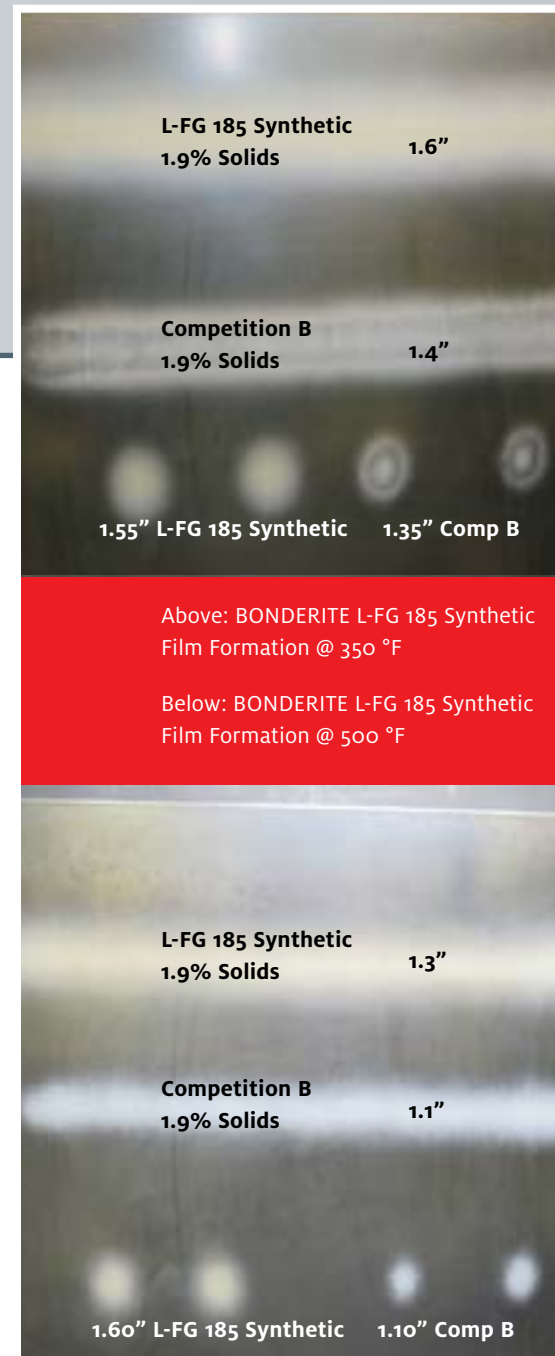 L-FG 185 Synthetic
1.9% Solids
1.6”
Competition B
1.9% Solids
1.4”
1.55” L-FG 185 Synthetic 1.35” Comp B
Above: BONDERITE L-FG 185 Synthetic
Film Formation @ 350 °F
Below: BONDERITE L-FG 185 Synthetic
Film Formation @ 500 °F
L-FG 185 Synthetic
1.9% Solids
1.3”
Competition B
1.9% Solids
1.1”
1.60” L-FG 185 Synthetic 1.10” Comp B